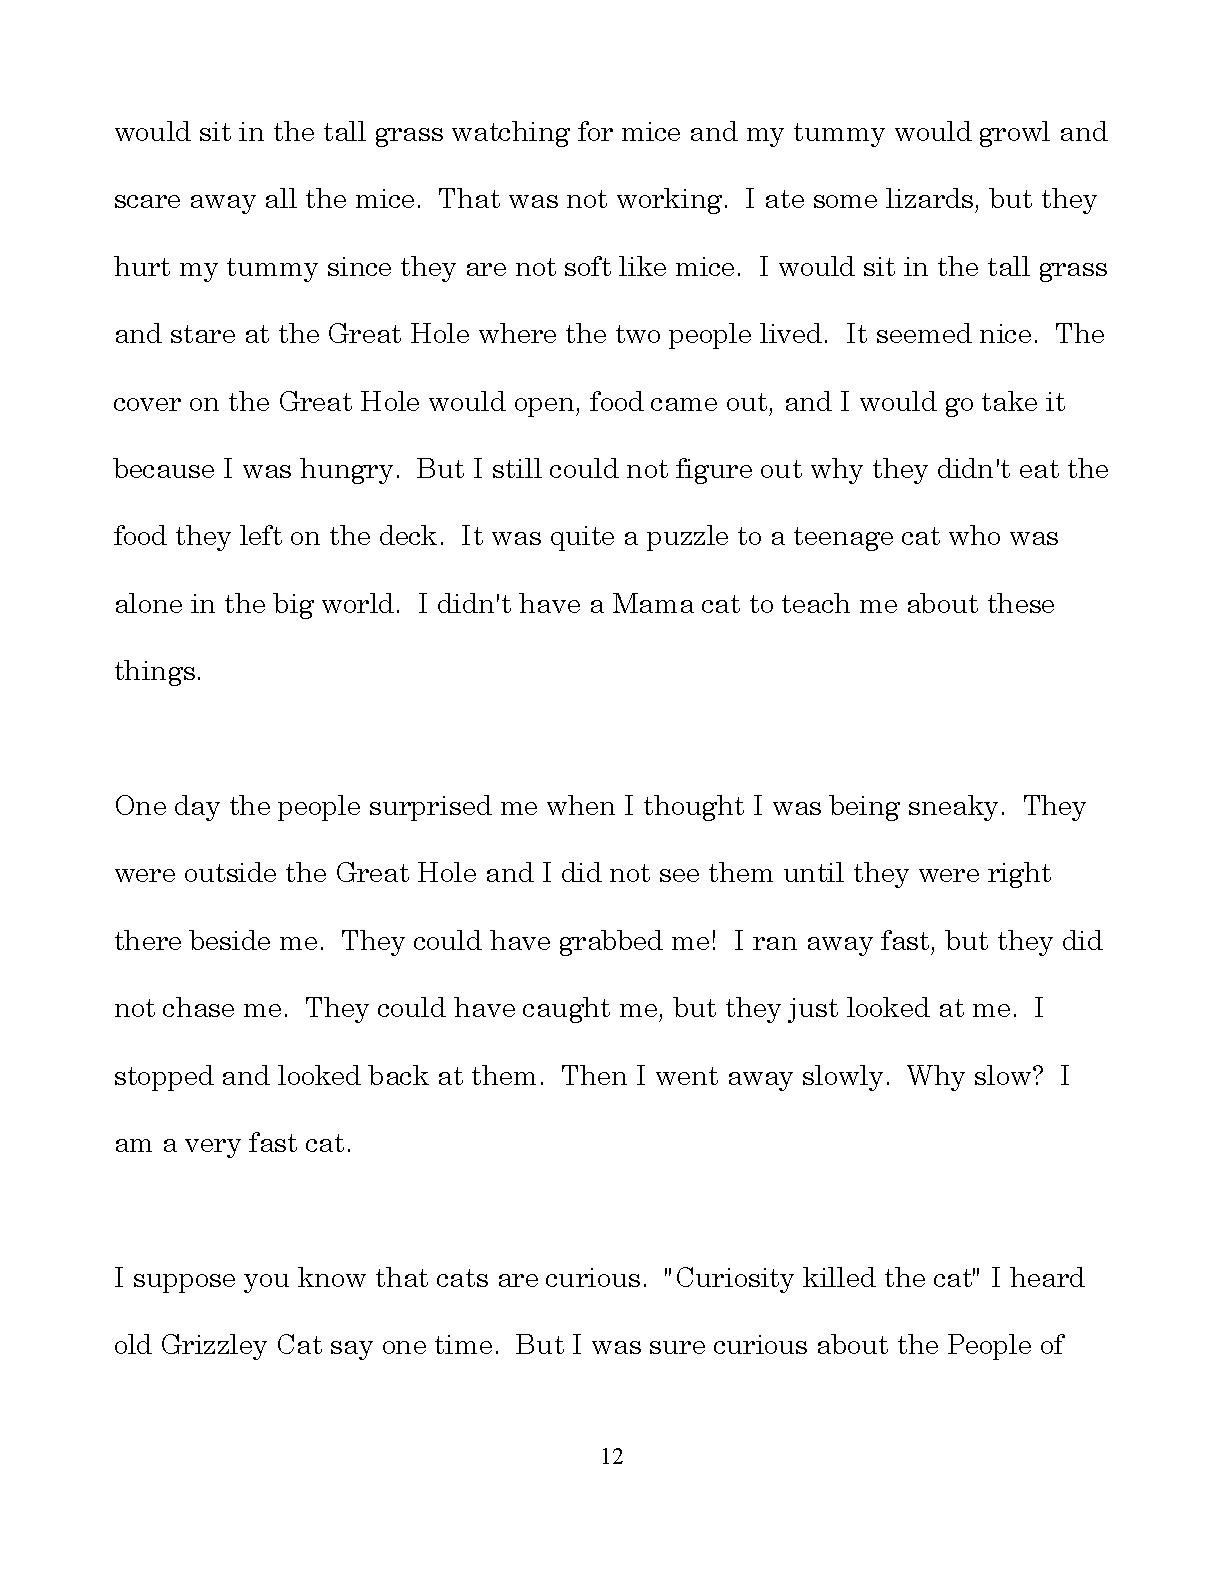 would sit in the tall grass watching for mice and my tummy would growl and
scare away all the mice.  That was not working.  I ate some lizards, but they
hurt my tummy since they are not soft like mice.  I would sit in the tall grass
and stare at the Great Hole where the two people lived.  It seemed nice.  The
cover on the Great Hole would open, food came out, and I would go take it
because I was hungry.  But I still could not figure out why they didn't eat the
food they left on the deck.  It was quite a puzzle to a teenage cat who was
alone in the big world.  I didn't have a Mama cat to teach me about these
things.
One day the people surprised me when I thought I was being sneaky.  They
were outside the Great Hole and I did not see them until they were right
there beside me.  They could have grabbed me!  I ran away fast, but they did
not chase me.  They could have caught me, but they just looked at me.  I
stopped and looked back at them.  Then I went away slowly.  Why slow?  I
am a very fast cat.
I suppose you know that cats are curious.  "Curiosity killed the cat" I heard
old Grizzley Cat say one time.  But I was sure curious about the People of
12